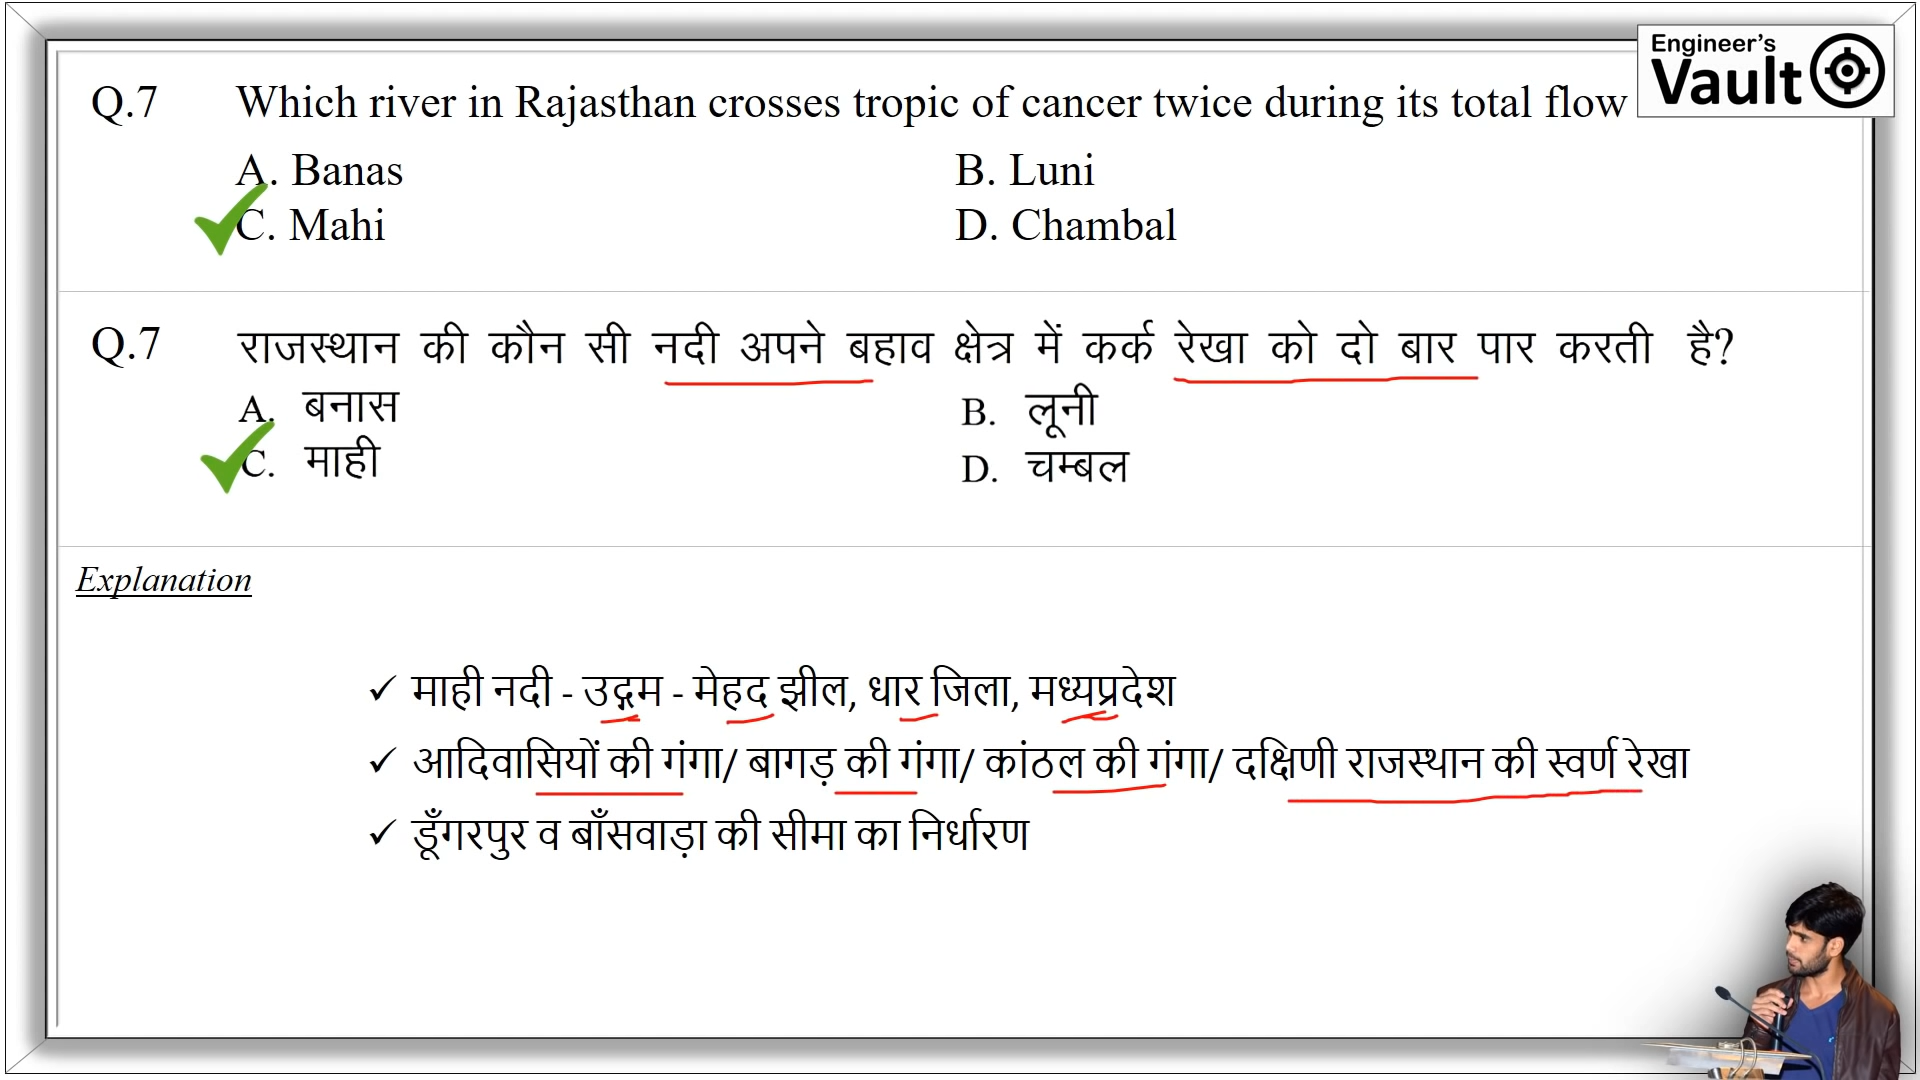 Engineer's
Vault
Q.7 Which river in Rajasthan crosses tropic of cancer twice during its total flow
A. Banas B. Luni
C. Mahi D. Chambal
Q.7 राजस्थान की कौन सी नदी अपने बहाव क्षेत्र में कर्क रेखा को दो बार पार करती है?
A. बनास B. लूनी
C. माही D. चम्बल
Explanation
✓ माही नदी - उद्गम - मेहद झील, धार जिला, मध्यप्रदेश
✓ आदिवासियों की गंगा/ बागड़ की गंगा/ कांठल की गंगा/ दक्षिणी राजस्थान की स्वर्ण रेखा
✓ डूँगरपुर व बाँसवाड़ा की सीमा का निर्धारण